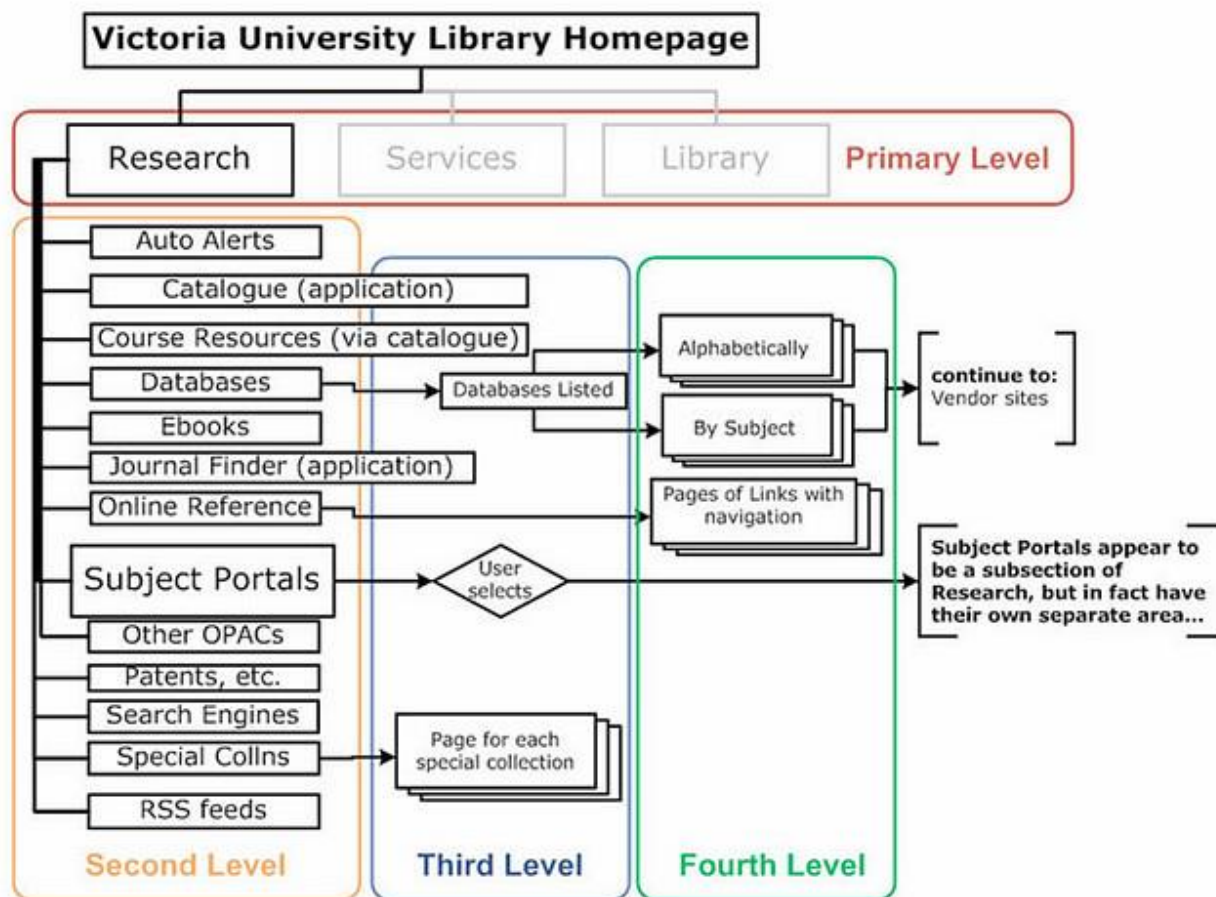 Victoria University Library Homepage
Research
Services
Library
Primary Level
Auto Alerts
Catalogue (application)
Course Resources (via catalogue)
Databases
Ebooks
Journal Finder (application)
Online Reference
Subject Portals
Other OPACs
Patents, etc.
Search Engines
Special Collns
RSS feeds
Second Level
Databases Listed
User
selects
Page for each
special collection
Third Level
Alphabetically
By Subject
Pages of Links with
navigation
Fourth Level
continue to:
Vendor sites
Subject Portals appear to
be a subsection of
Research, but in fact have
their own separate area...